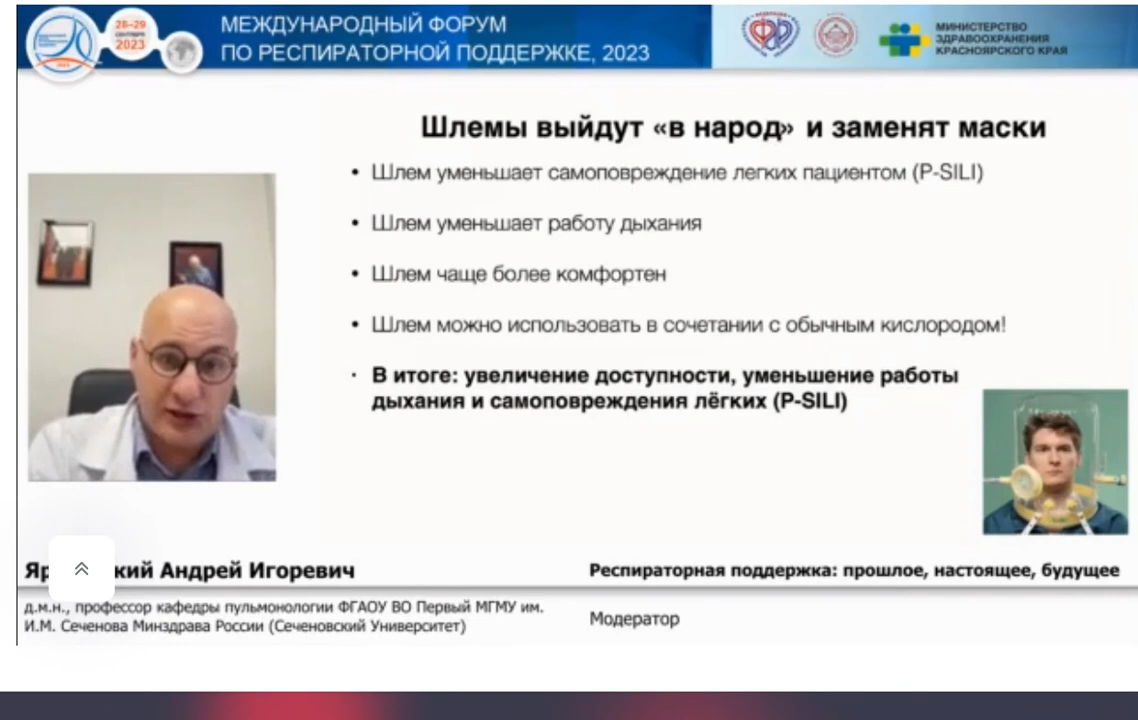 28–29
СЕНТЯБРЯ
2023
МЕЖДУНАРОДНЫЙ ФОРУМ
ПО РЕСПИРАТОРНОЙ ПОДДЕРЖКЕ, 2023
МИНИСТЕРСТВО
ЗДРАВООХРАНЕНИЯ
КРАСНОЯРСКОГО КРАЯ
Шлемы выйдут «в народ» и заменят маски
• Шлем уменьшает самоповреждение легких пациентом (P-SILI)
• Шлем уменьшает работу дыхания
• Шлем чаще более комфортен
• Шлем можно использовать в сочетании с обычным кислородом!
· В итоге: увеличение доступности, уменьшение работы
дыхания и самоповреждения лёгких (P-SILI)
Андрей Игоревич
Респираторная поддержка: прошлое, настоящее, будущее
д.м.н., профессор кафедры пульмонологии ФГАОУ ВО Первый МГМУ им.
И.М. Сеченова Минздрава России (Сеченовский Университет)
Модератор